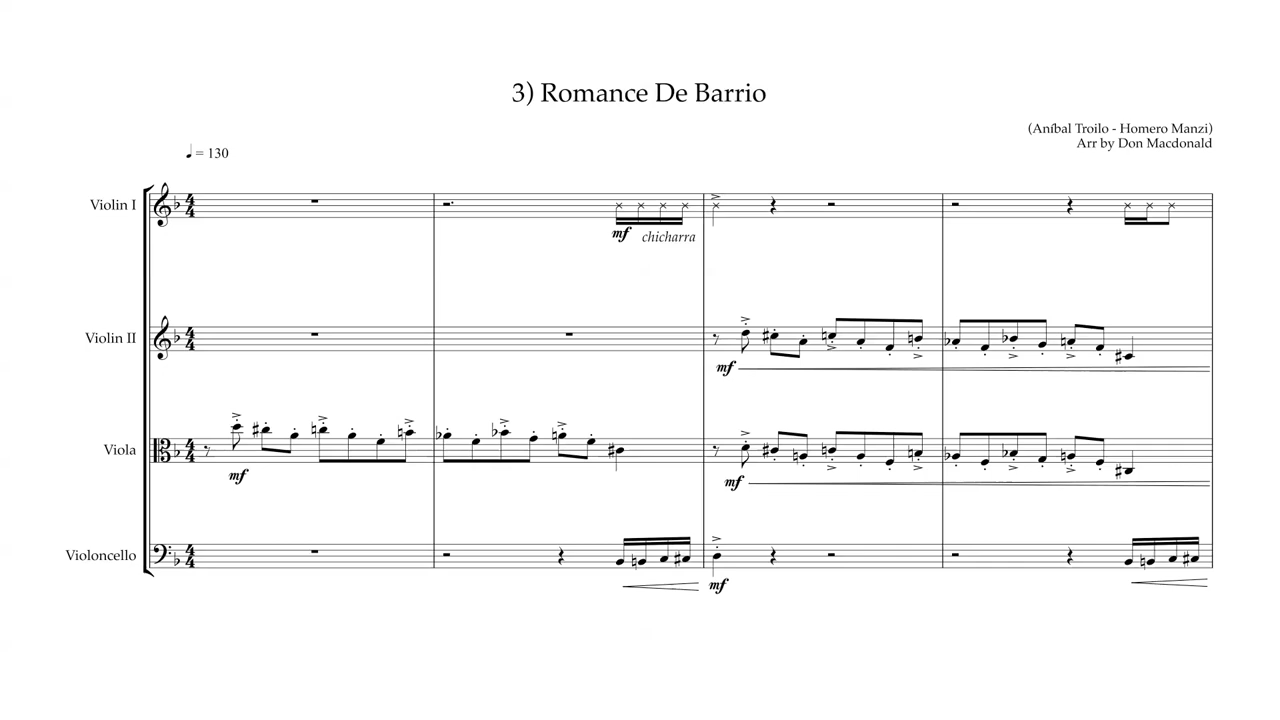 3) Romance De Barrio
(Aníbal Troilo - Homero Manzi)
Arr by Don Macdonald
= 130
Violin I
mf chicharra
Violin II
mf
Viola
mf
mf
Violoncello
mf